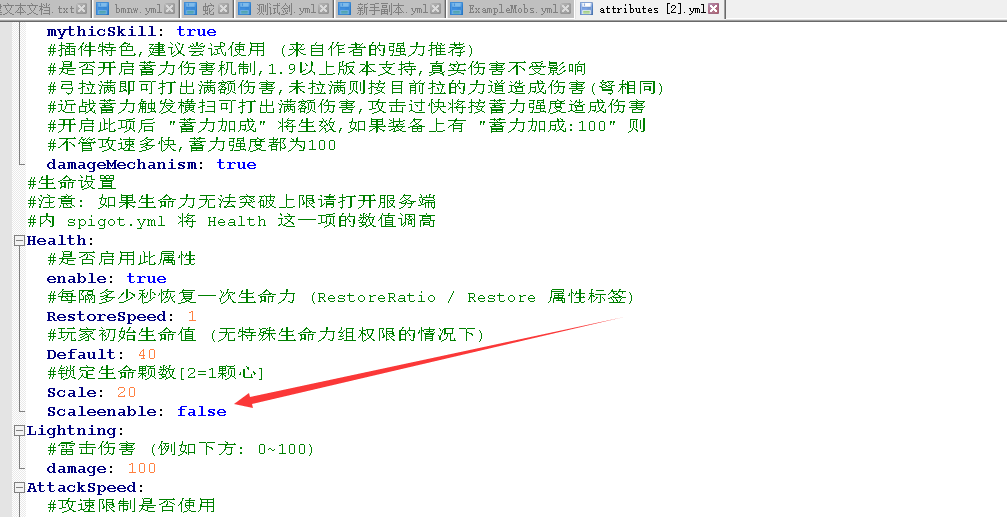 文本文档.txt bmnw.yml 蛇 测试剑.yml 新手副本.yml ExampleMobs.yml attributes [2].yml
mythicSkill: true
#插件特色,建议尝试使用 (来自作者的强力推荐)
#是否开启蓄力伤害机制,1.9以上版本支持,真实伤害不受影响
#弓拉满即可打出满额伤害,未拉满则按目前拉的力道造成伤害(弩相同)
#近战蓄力触发横扫可打出满额伤害,攻击过快将按蓄力强度造成伤害
#开启此项后 "蓄力加成" 将生效,如果装备上有 "蓄力加成:100" 则
#不管攻速多快,蓄力强度都为100
damageMechanism: true
#生命设置
#注意: 如果生命力无法突破上限请打开服务端
#内 spigot.yml 将 Health 这一项的数值调高
Health:
#是否启用此属性
enable: true
#每隔多少秒恢复一次生命力 (RestoreRatio / Restore 属性标签)
RestoreSpeed: 1
#玩家初始生命值 (无特殊生命力组权限的情况下)
Default: 40
#锁定生命颗数[2=1颗心]
Scale: 20
Scaleenable: false
Lightning:
#雷击伤害 (例如下方: 0~100)
damage: 100
AttackSpeed:
#攻速限制是否使用